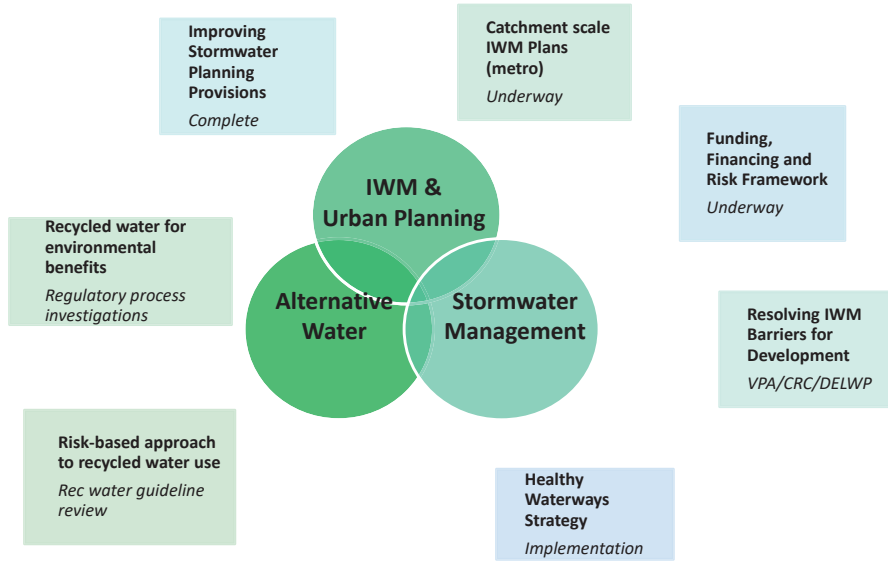 Improving
Stormwater
Planning
Provisions
Complete
Catchment scale
IWM Plans
(metro)
Underway
Funding,
Financing and
Risk Framework
Underway
IWM &
Urban Planning
Recycled water for
environmental
benefits
Regulatory process
investigations
Alternative
Water
Stormwater
Management
Resolving IWM
Barriers for
Development
VPA/CRC/DELWP
Risk-based approach
to recycled water use
Rec water guideline
review
Healthy
Waterways
Strategy
Implementation